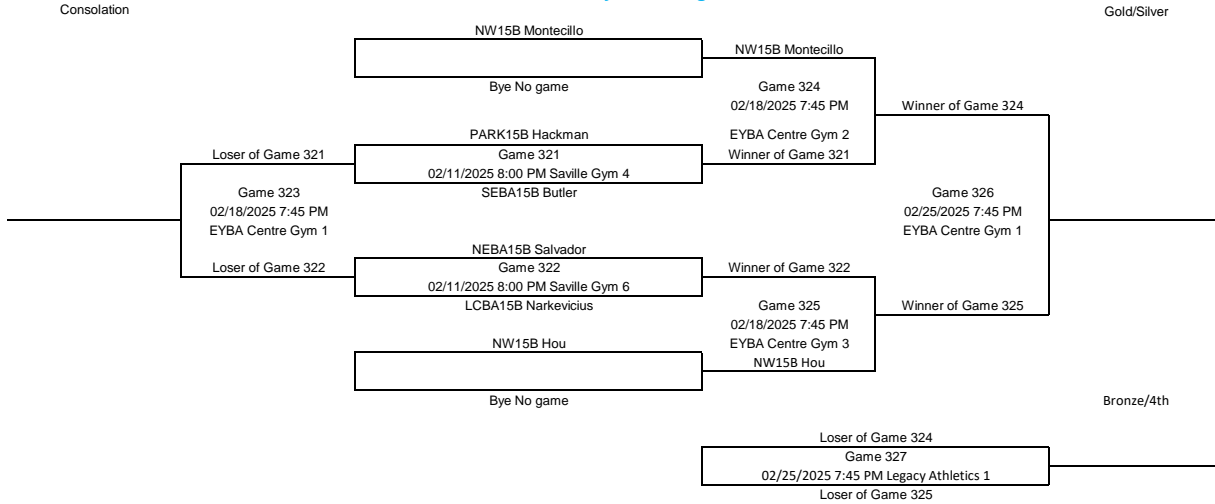 Consolation
Gold/Silver
NW15B Montecillo
NW15B Montecillo
Bye No game
Game 324
02/18/2025 7:45 PM
Winner of Game 324
PARK15B Hackman
EYBA Centre Gym 2
Loser of Game 321
Game 321
Winner of Game 321
02/11/2025 8:00 PM Saville Gym 4
SEBA15B Butler
Game 323
02/18/2025 7:45 PM
EYBA Centre Gym 1
Game 326
02/25/2025 7:45 PM
EYBA Centre Gym 1
NEBA15B Salvador
Loser of Game 322
Game 322
Winner of Game 322
02/11/2025 8:00 PM Saville Gym 6
LCBA15B Narkevicius
Game 325
Winner of Game 325
02/18/2025 7:45 PM
NW15B Hou
EYBA Centre Gym 3
NW15B Hou
Bye No game
Bronze/4th
Loser of Game 324
Game 327
02/25/2025 7:45 PM Legacy Athletics 1
Loser of Game 325